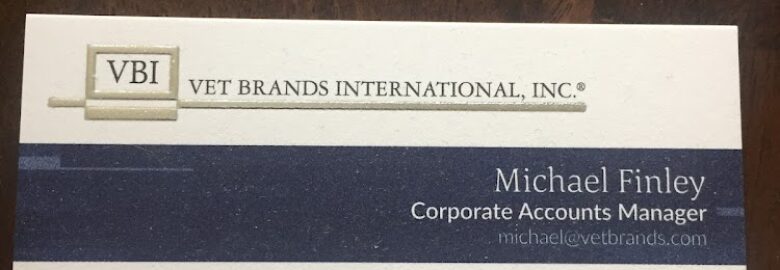 VBI
VET BRANDS INTERNATIONAL, INC.®
Michael Finley
Corporate Accounts Manager
michael@vetbrands.com